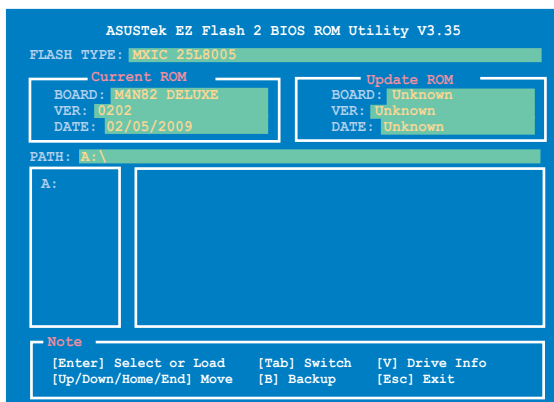 ASUSTek EZ Flash 2 BIOS ROM Utility V3.35
FLASH TYPE: MXIC 25L8005
Current ROM
BOARD: M4N82 DELUXE
VER: 0202
DATE: 02/05/2009
Update ROM
BOARD: Unknown
VER: Unknown
DATE: Unknown
PATH: A:\
A:
Note
[Enter] Select or Load [Tab] Switch [V] Drive Info
[Up/Down/Home/End] Move [B] Backup [Esc] Exit